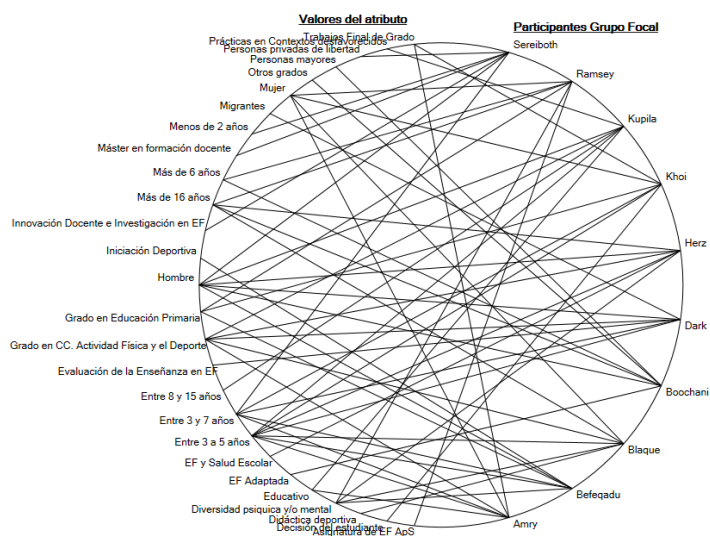 Valores del atributo
Participantes Grupo Focal
Trabajos Final de Grado
Prácticas en Contextos desfavorecidos
Personas privadas de libertad
Personas mayores
Otros grados
Mujer
Migrantes
Menos de 2 años
Máster en formación docente
Más de 6 años
Más de 16 años
Innovación Docente e Investigación en EF
Iniciación Deportiva
Hombre
Grado en Educación Primaria
Grado en CC. Actividad Física y el Deporte
Evaluación de la Enseñanza en EF
Entre 8 y 15 años
Entre 3 y 7 años
Entre 3 a 5 años
EF y Salud Escolar
EF Adaptada
Educativo
Diversidad psiquica y/o mental
Didáctica deportiva
Decisión del estudiante
Asignatura de EF ApS
Sereiboth
Ramsey
Kupila
Khoi
Herz
Dark
Boochani
Blaque
Befeqadu
Amry